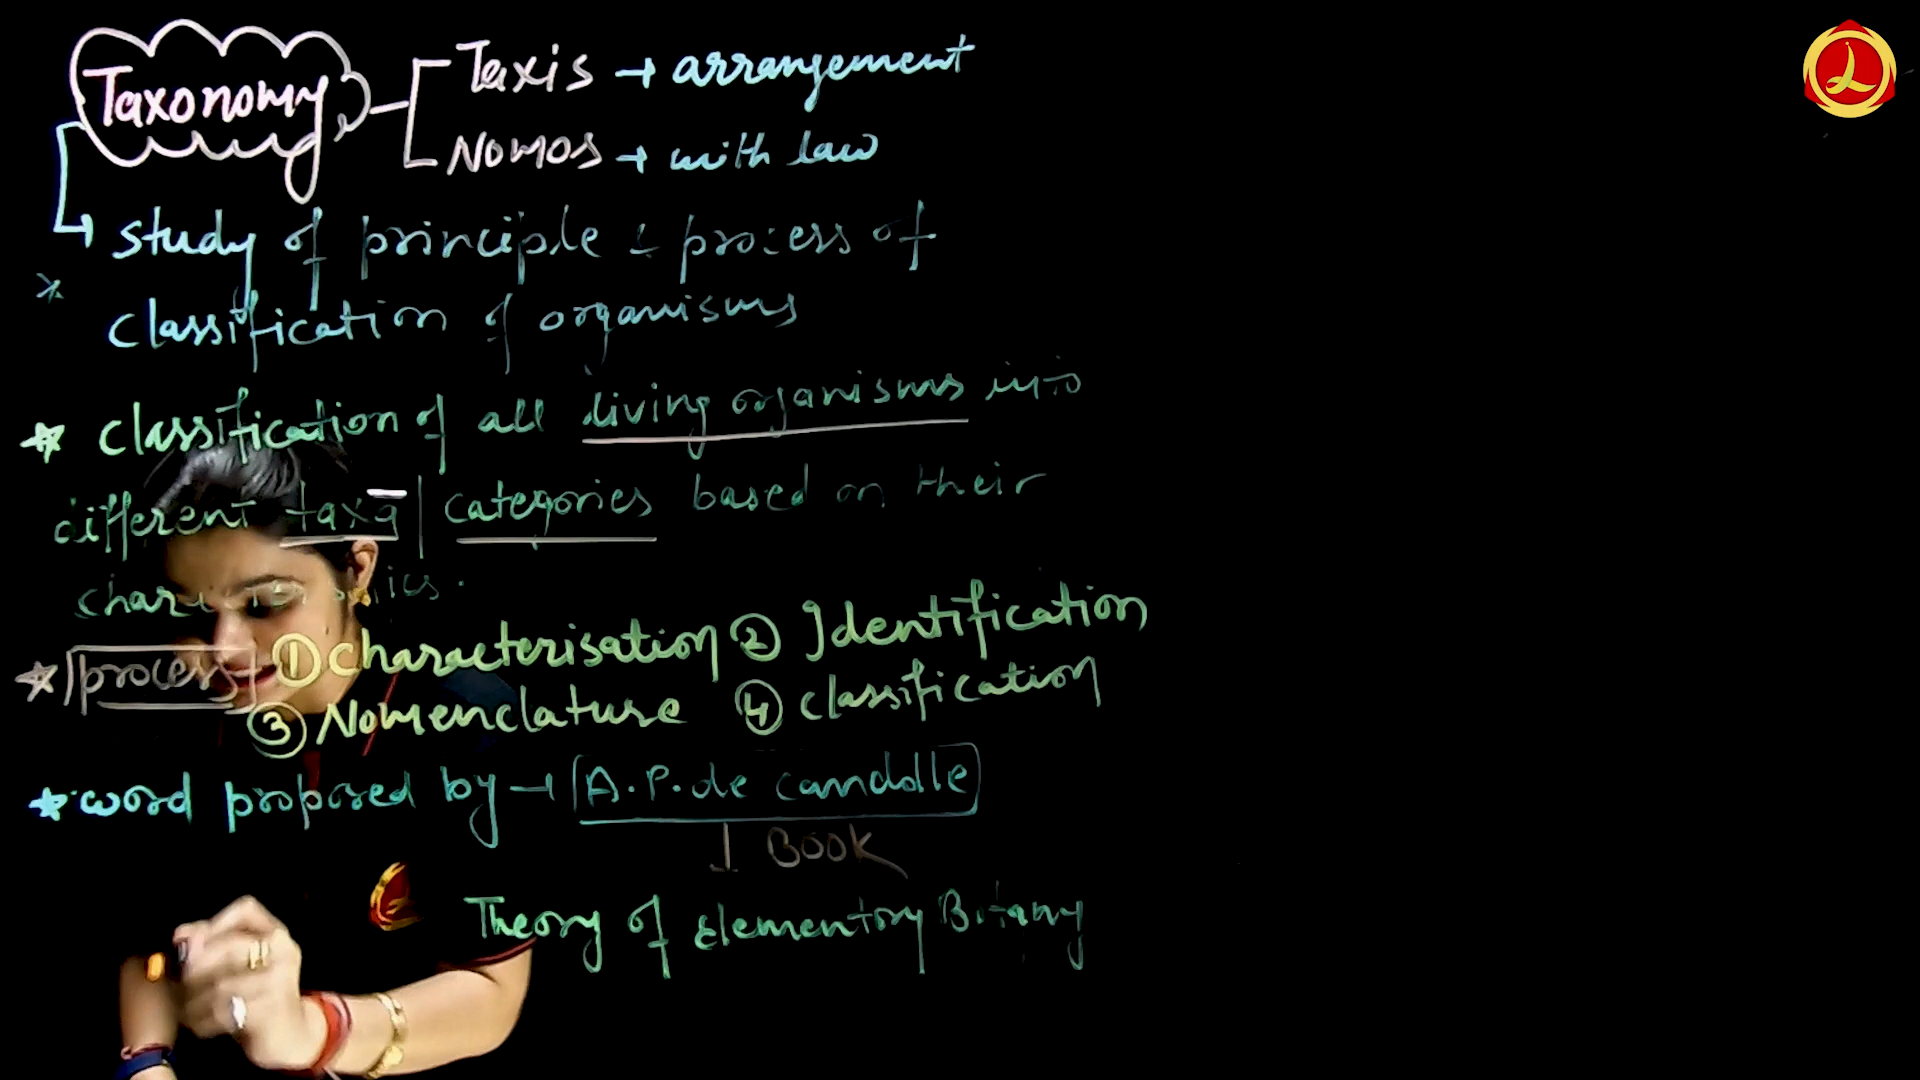 Taxonomy
Taxis → arrangement
Nomos → with law
study of principle & process of
classification of organisms
classification of all living organisms into
different taxa | categories based on their
characteristics.
process → ① Characterisation ② Identification
③ Nomenclature ④ classification
word proposed by → A.P. de candolle
↓ BOOK
Theory of Elementory Botany